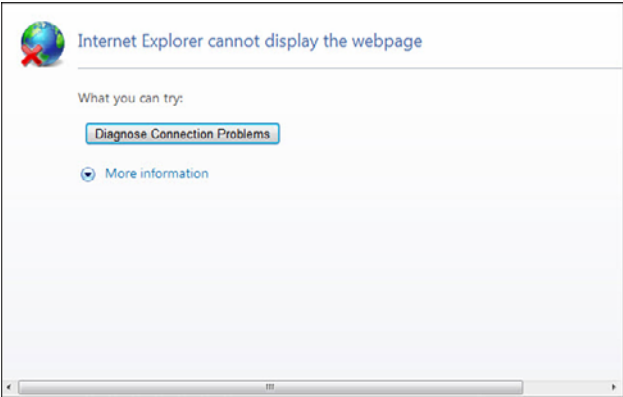 Internet Explorer cannot display the webpage
What you can try:
Diagnose Connection Problems
More information